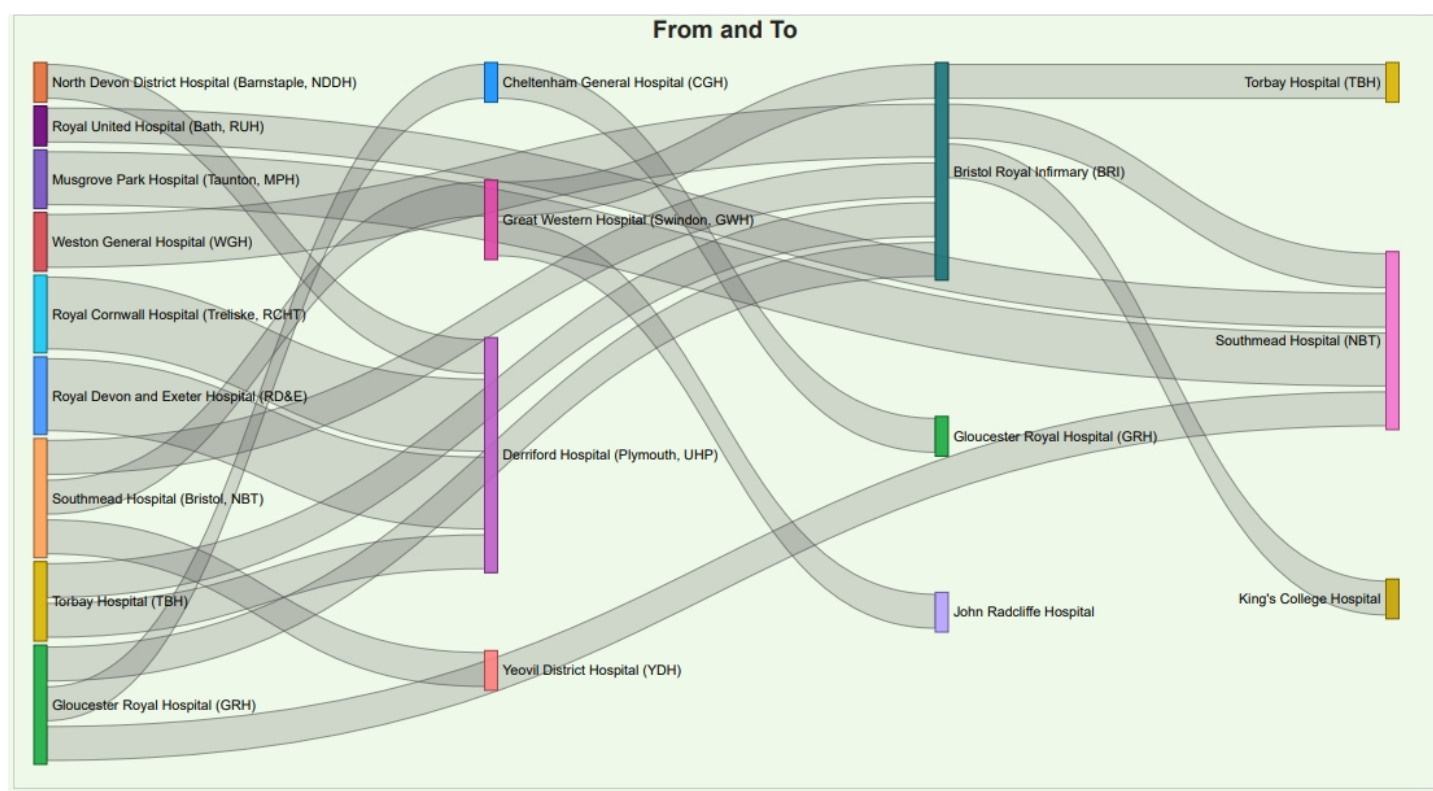 From and To
North Devon District Hospital (Barnstaple, NDDH)
Royal United Hospital (Bath, RUH)
Musgrove Park Hospital (Taunton, MPH)
Weston General Hospital (WGH)
Royal Cornwall Hospital (Treliske, RCHT)
Royal Devon and Exeter Hospital (RD&E)
Southmead Hospital (Bristol, NBT)
Torbay Hospital (TBH)
Gloucester Royal Hospital (GRH)
Cheltenham General Hospital (CGH)
Great Western Hospital (Swindon, GWH)
Derriford Hospital (Plymouth, UHP)
Yeovil District Hospital (YDH)
Bristol Royal Infirmary (BRI)
Gloucester Royal Hospital (GRH)
John Radcliffe Hospital
Torbay Hospital (TBH)
Southmead Hospital (NBT)
King's College Hospital